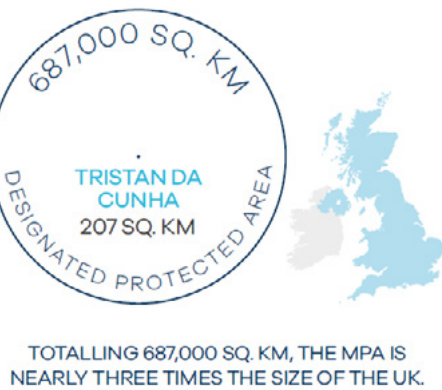 687,000 SQ. KM
TRISTAN DA
CUNHA
207 SQ. KM
DESIGNATED PROTECTED AREA
TOTALLING 687,000 SQ. KM, THE MPA IS
NEARLY THREE TIMES THE SIZE OF THE UK.